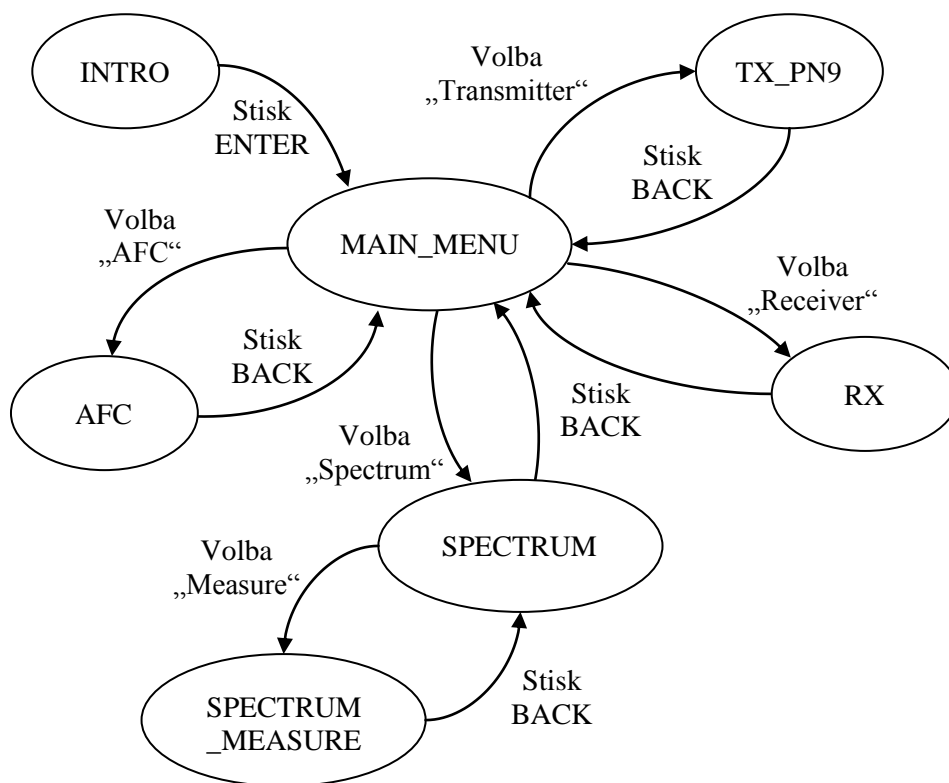 INTRO
Stisk
ENTER
Volba
„Transmitter“
TX_PN9
Stisk
BACK
MAIN_MENU
Volba
„AFC“
Stisk
BACK
AFC
Volba
„Receiver“
RX
Stisk
BACK
Volba
„Spectrum“
SPECTRUM
Volba
„Measure“
SPECTRUM
_MEASURE
Stisk
BACK